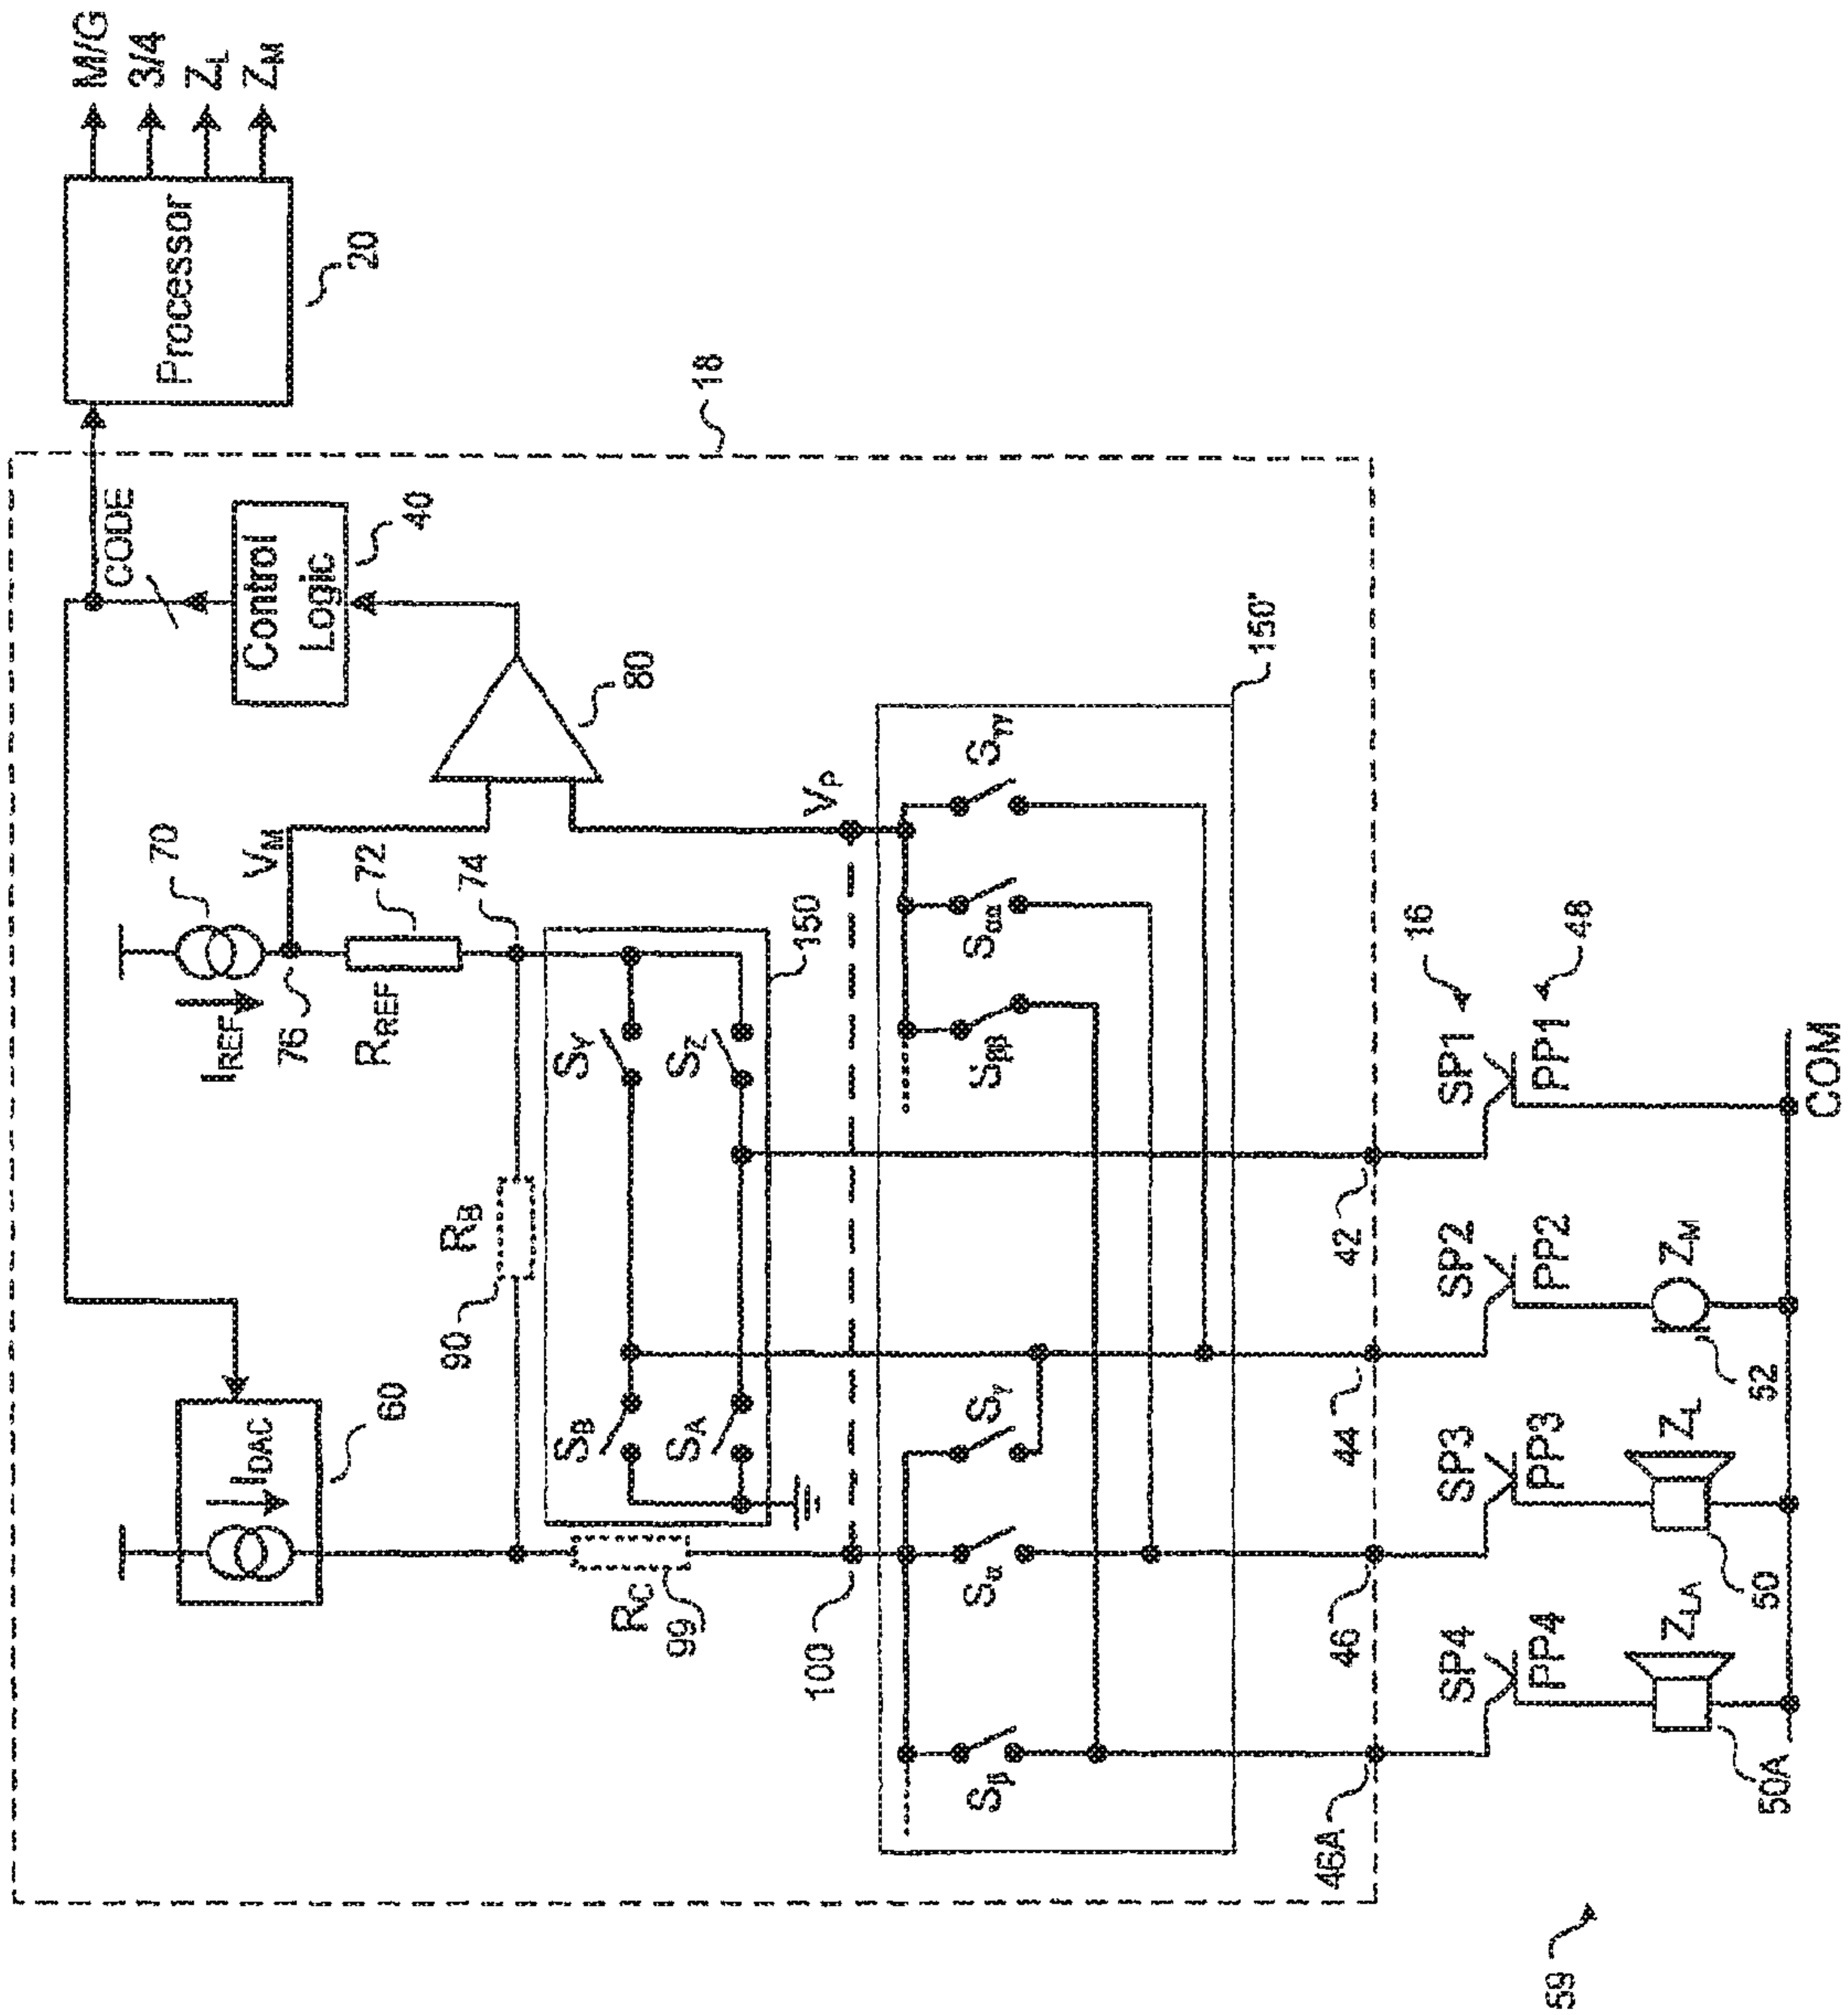 M/G
3/4
Z_L
Z_M
Processor
20
18
CODE
Control
Logic
40
80
70
V_M
72
74
I_REF
76
R_REF
60
I_DAC
90
R_B
R_C
99
100
150
V_P
150'
S_Y
S_Z
S_B
S_A
S_γγ
S_αα
S_ββ
S_γ
S_α
S_β
42
44
46
46A
16
48
SP1
PP1
SP2
PP2
SP3
PP3
SP4
PP4
Z_M
52
Z_L
50
Z_LA
50A
COM
59